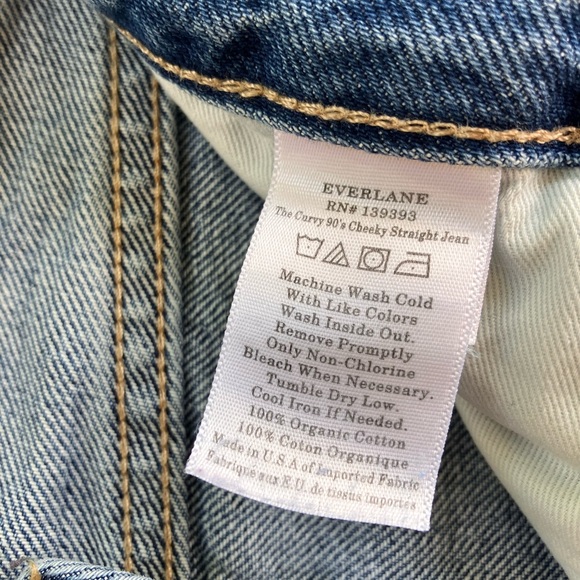 EVERLANE
RN# 139393
The Curvy 90's Cheeky Straight Jean
Machine Wash Cold
With Like Colors
Wash Inside Out.
Remove Promptly
Only Non-Chlorine
Bleach When Necessary.
Tumble Dry Low.
Cool Iron If Needed.
100% Organic Cotton
100% Coton Organique
Made in U.S.A of Imported Fabric
Fabrique aux E.U. de tissus importes